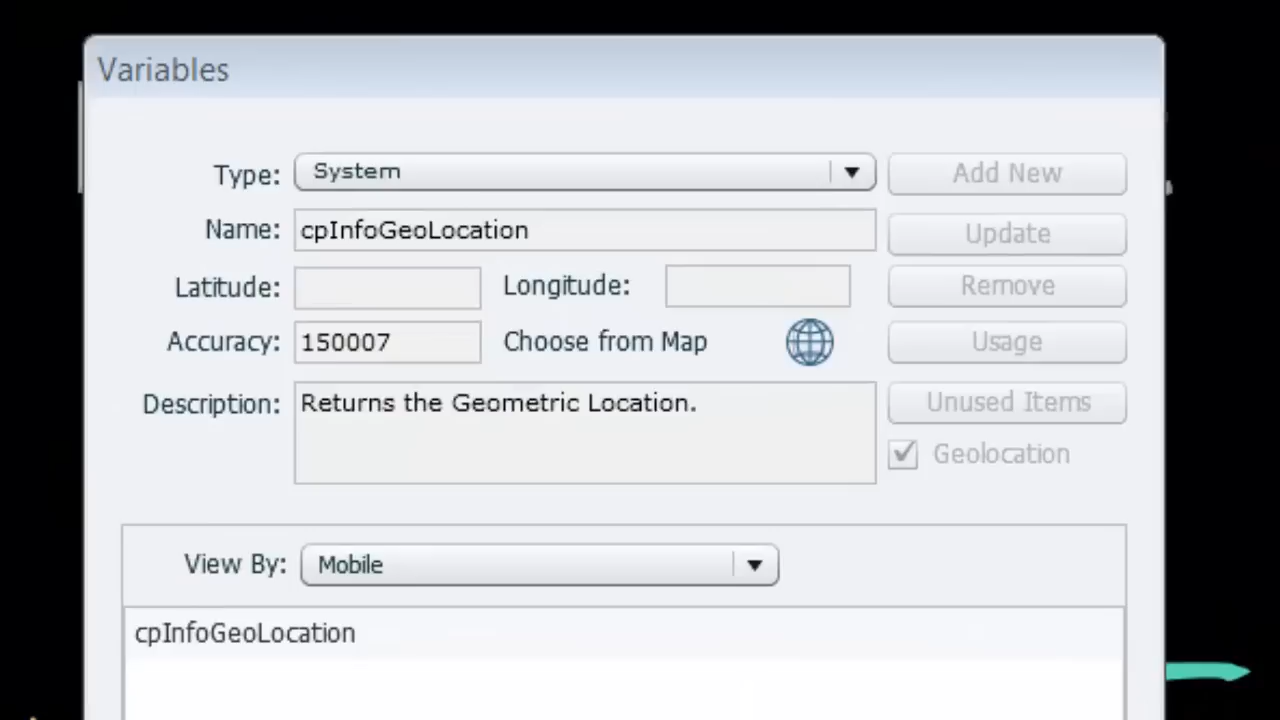 Variables
Type: System Add New
Name: cpInfoGeoLocation Update
Latitude: Longitude: Remove
Accuracy: 150007 Choose from Map Usage
Description: Returns the Geometric Location. Unused Items
Geolocation
View By: Mobile
cpInfoGeoLocation